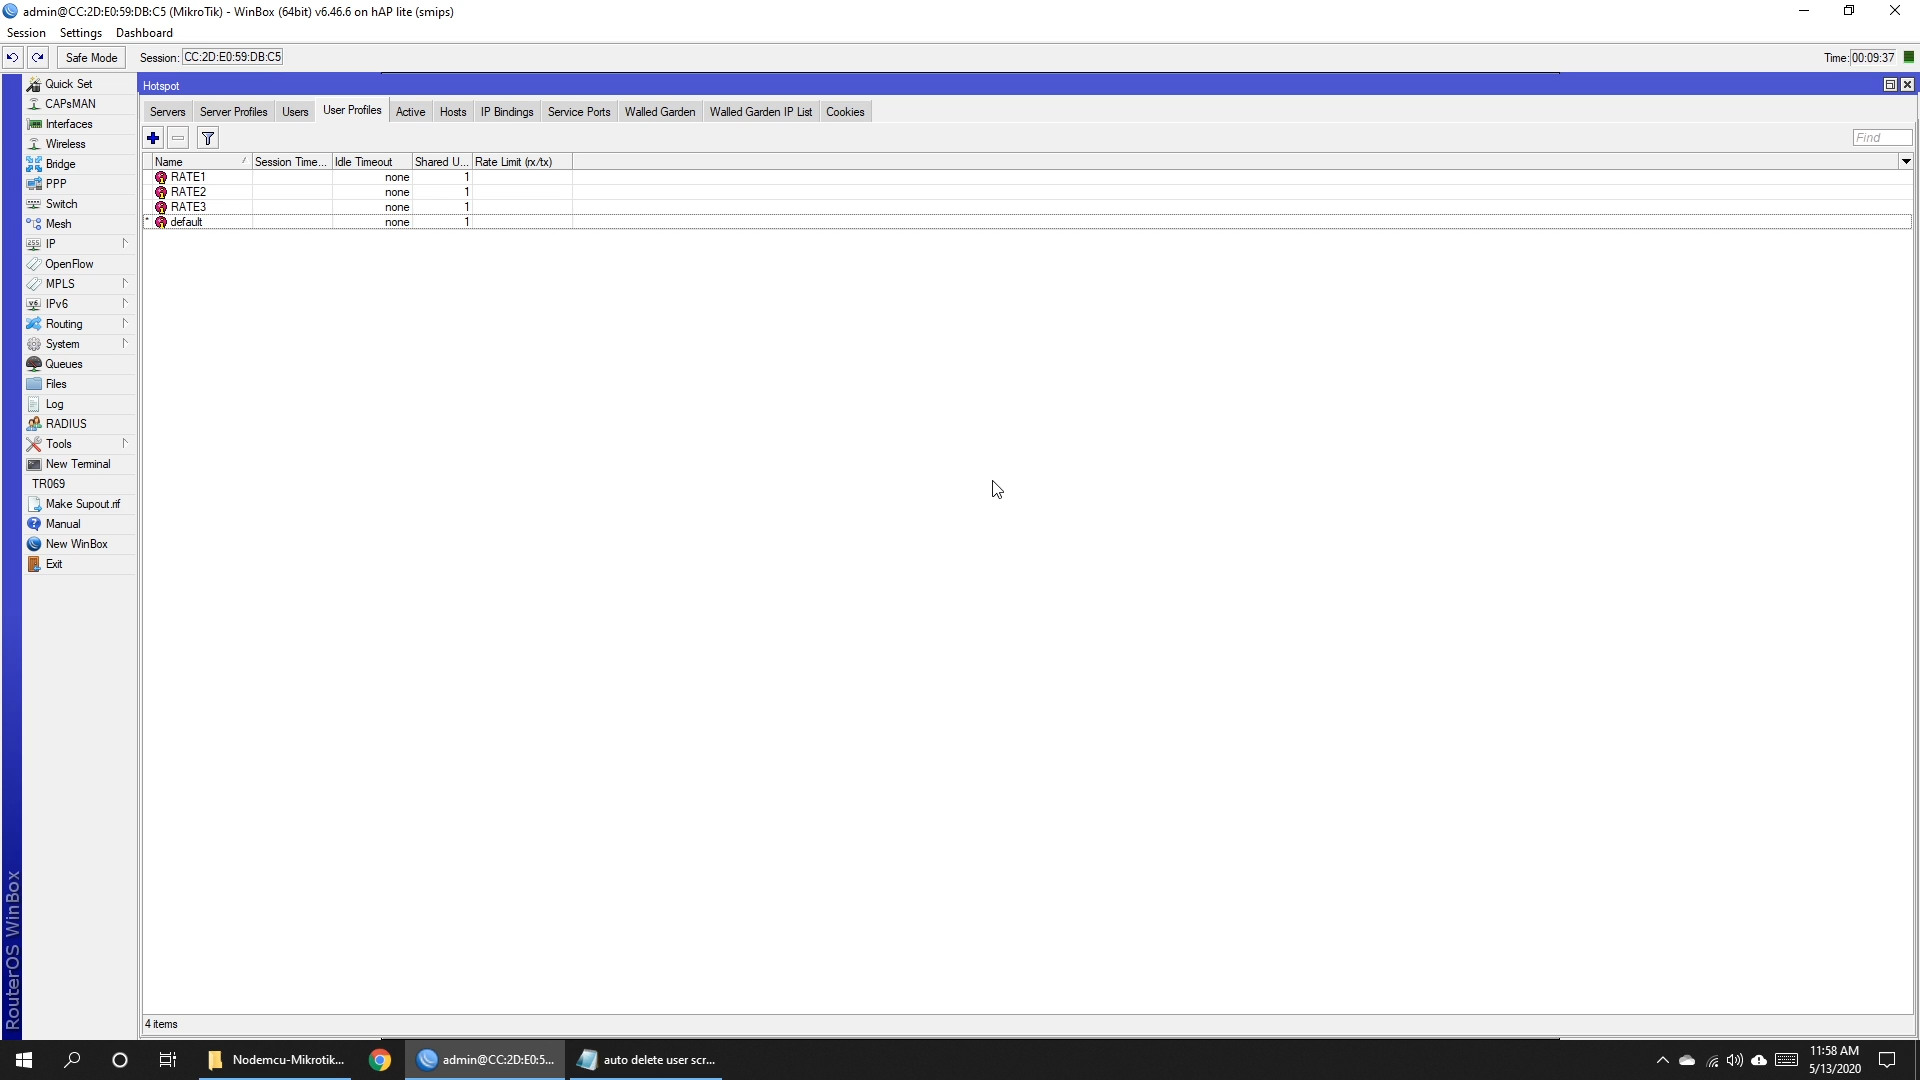 admin@CC:2D:E0:59:DB:C5 (MikroTik) - WinBox (64bit) v6.46.6 on hAP lite (smips)
Session Settings Dashboard
Safe Mode Session: CC:2D:E0:59:DB:C5 Time: 00:09:37
Quick Set
CAPsMAN
Interfaces
Wireless
Bridge
PPP
Switch
Mesh
IP
OpenFlow
MPLS
IPv6
Routing
System
Queues
Files
Log
RADIUS
Tools
New Terminal
TR069
Make Supout.rif
Manual
New WinBox
Exit
RouterOS WinBox
Hotspot
Servers Server Profiles Users User Profiles Active Hosts IP Bindings Service Ports Walled Garden Walled Garden IP List Cookies
Find
Name Session Time... Idle Timeout Shared U... Rate Limit (rx/tx)
RATE1 none 1
RATE2 none 1
RATE3 none 1
* default none 1
4 items
Nodemcu-Mikrotik... admin@CC:2D:E0:5... auto delete user scr... 11:58 AM
5/13/2020